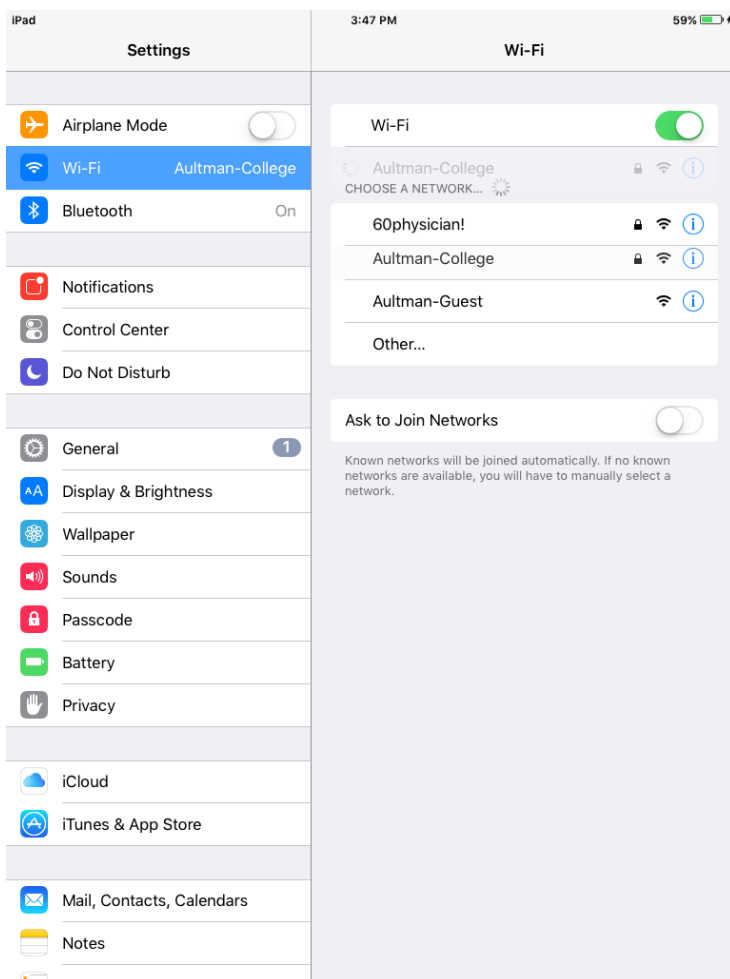 iPad
3:47 PM
59%
Settings
Wi-Fi
Airplane Mode
Wi-Fi Aultman-College
Bluetooth On
Notifications
Control Center
Do Not Disturb
General 1
AA Display & Brightness
Wallpaper
Sounds
Passcode
Battery
Privacy
iCloud
iTunes & App Store
Mail, Contacts, Calendars
Notes
Wi-Fi
Aultman-College
CHOOSE A NETWORK...
60physician!
Aultman-College
Aultman-Guest
Other...
Ask to Join Networks
Known networks will be joined automatically. If no known
networks are available, you will have to manually select a
network.